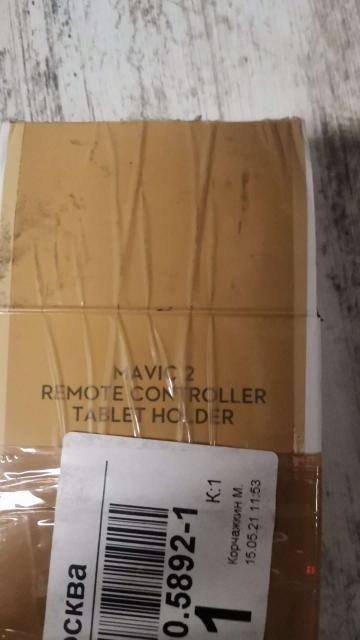 MAVIC 2
REMOTE CONTROLLER
TABLET HOLDER
осква
0.5892-1
1
К:1
Корчажкин М.
15.05.21 11:53